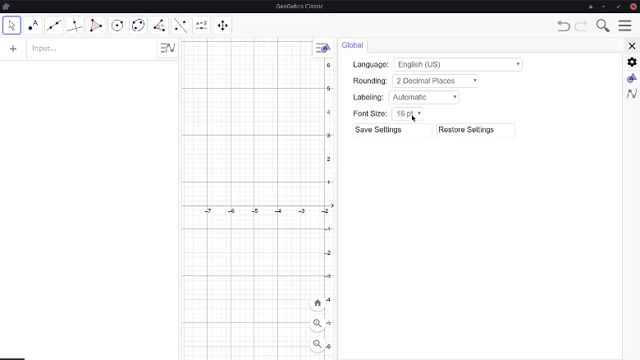 GeoGebra Classic
a=2
Input...
Global
Language: English (US)
Rounding: 2 Decimal Places
Labeling: Automatic
Font Size: 16 pt
Save Settings Restore Settings
6
5
4
3
2
1
-7 -6 -5 -4 -3 -2
-1
-2
-3
-4
-5
-6